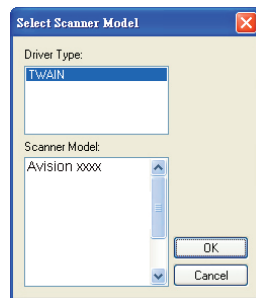 Select Scanner Model
Driver Type:
TWAIN
Scanner Model:
Avision xxxx
OK
Cancel